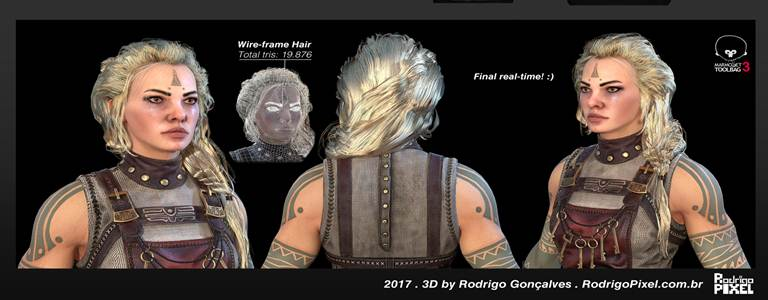 Wire-frame Hair
Total tris: 19.876
Final real-time! :)
MARMOSET
TOOLBAG 3
2017 . 3D by Rodrigo Gonçalves . RodrigoPixel.com.br
Rodrigo
PIXEL